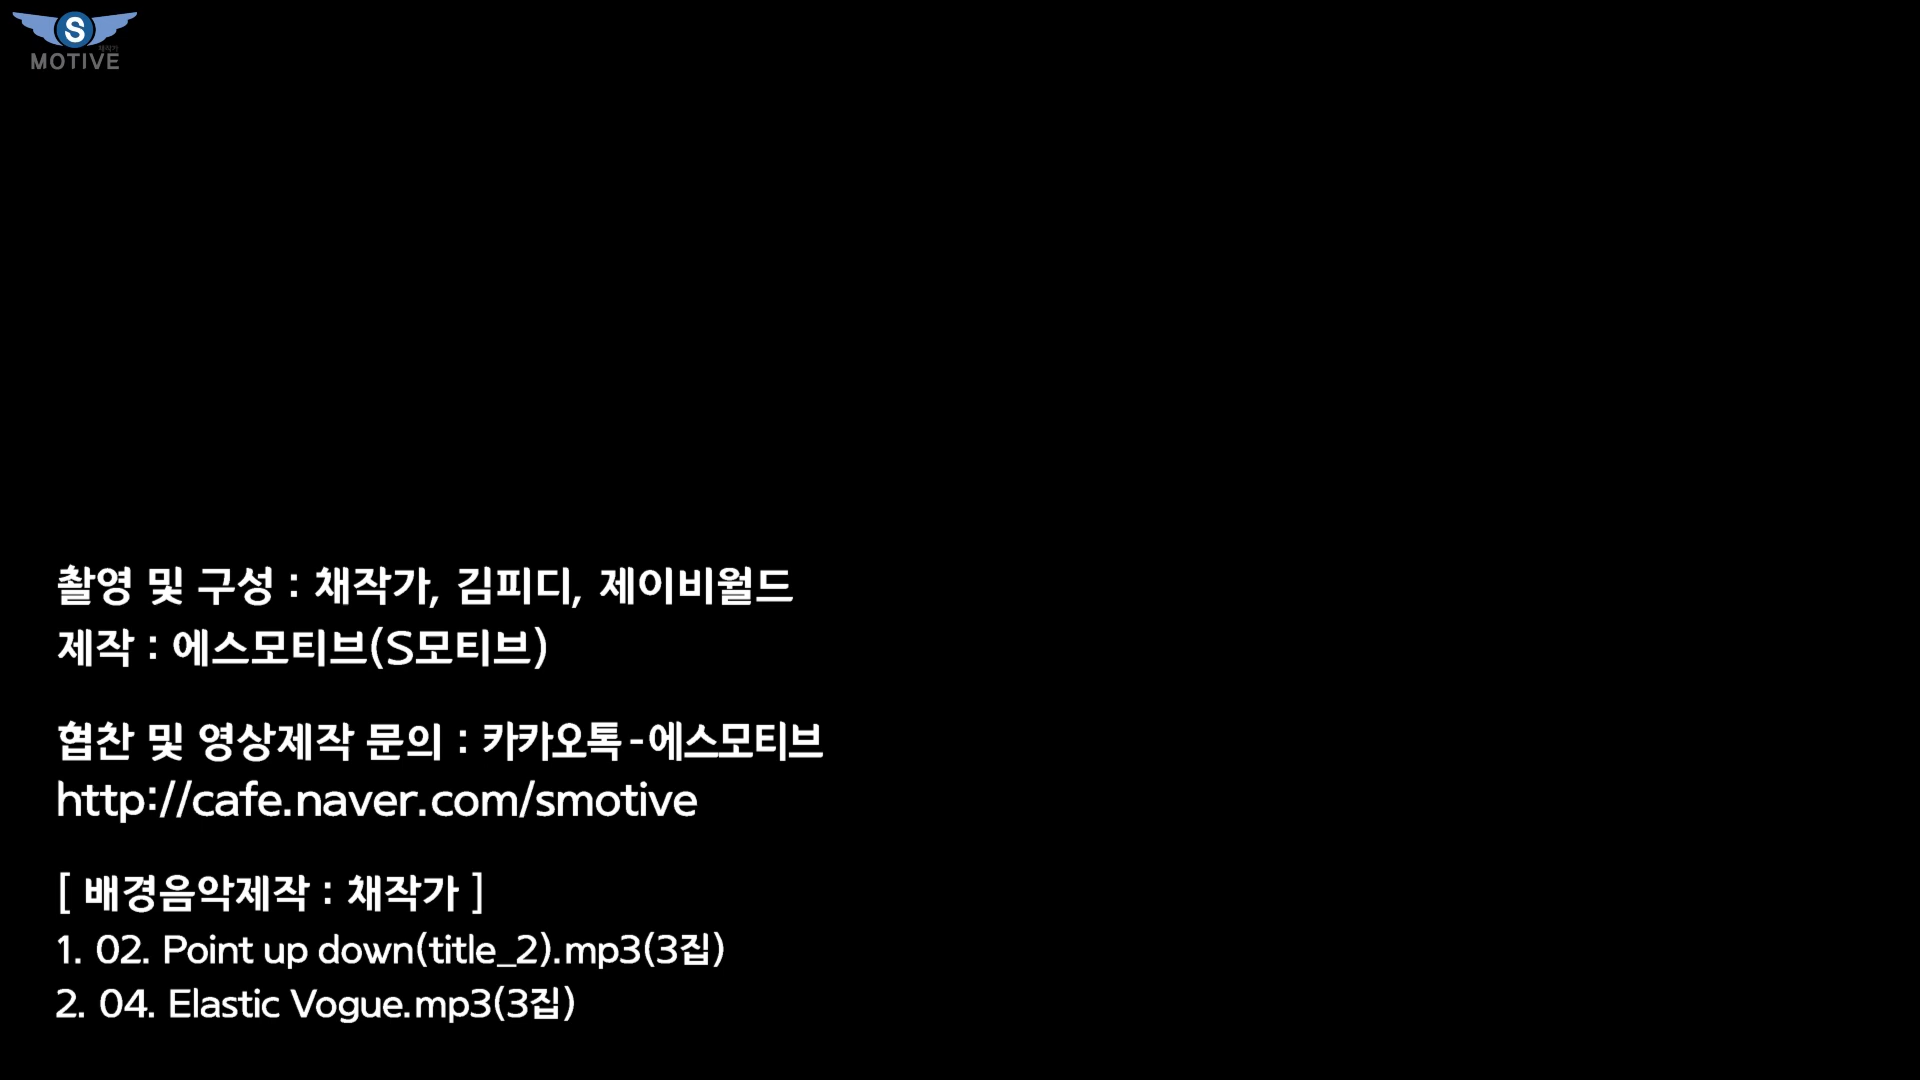 S
채작가
MOTIVE
촬영 및 구성 : 채작가, 김피디, 제이비월드
제작 : 에스모티브(S모티브)
협찬 및 영상제작 문의 : 카카오톡-에스모티브
http://cafe.naver.com/smotive
[ 배경음악제작 : 채작가 ]
1. 02. Point up down(title_2).mp3(3집)
2. 04. Elastic Vogue.mp3(3집)